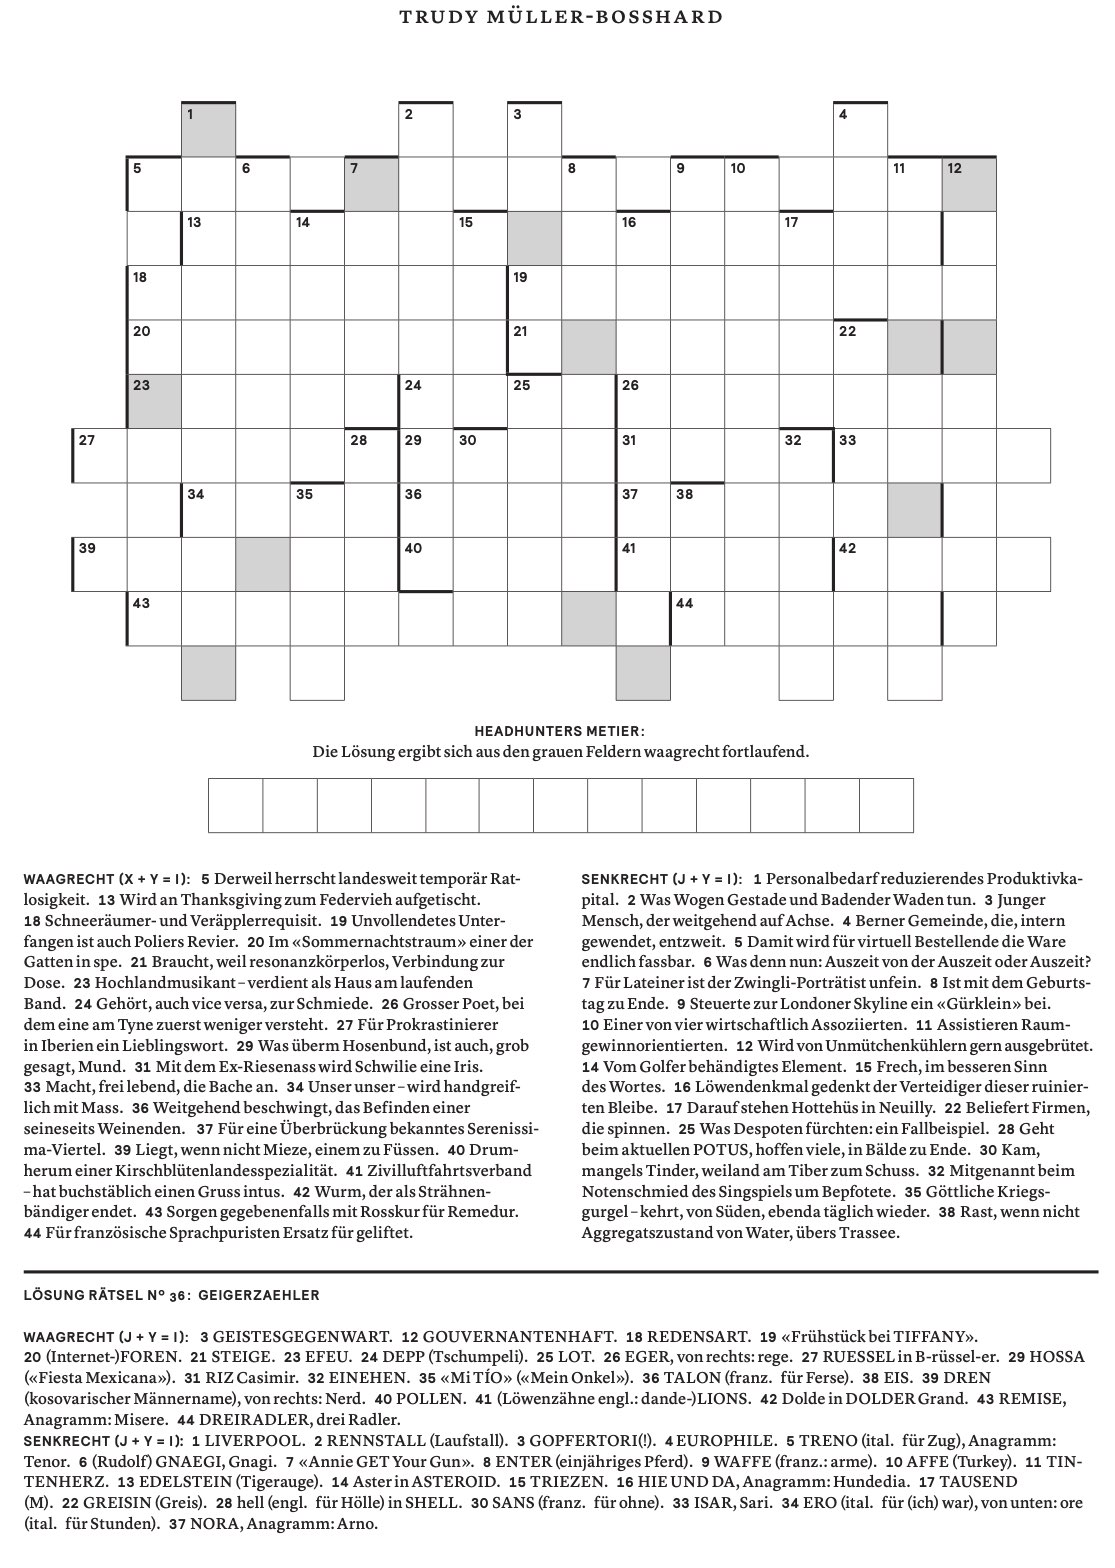 TRUDY MÜLLER-BOSSHARD
1 2 3 4
5 6 7 8 9 10 11 12
13 14 15 16 17
18 19
20 21 22
23 24 25 26
27 28 29 30 31 32 33
34 35 36 37 38
39 40 41 42
43 44
HEADHUNTERS METIER:
Die Lösung ergibt sich aus den grauen Feldern waagrecht fortlaufend.
WAAGRECHT (X + Y = I): 5 Derweil herrscht landesweit temporär Rat-
losigkeit. 13 Wird an Thanksgiving zum Federvieh aufgetischt.
18 Schneeräumer- und Veräpplerrequisit. 19 Unvollendetes Unter-
fangen ist auch Poliers Revier. 20 Im «Sommernachtstraum» einer der
Gatten in spe. 21 Braucht, weil resonanzkörperlos, Verbindung zur
Dose. 23 Hochlandmusikant – verdient als Haus am laufenden
Band. 24 Gehört, auch vice versa, zur Schmiede. 26 Grosser Poet, bei
dem eine am Tyne zuerst weniger versteht. 27 Für Prokrastinierer
in Iberien ein Lieblingswort. 29 Was überm Hosenbund, ist auch, grob
gesagt, Mund. 31 Mit dem Ex-Riesenass wird Schwilie eine Iris.
33 Macht, frei lebend, die Bache an. 34 Unser unser – wird handgreif-
lich mit Mass. 36 Weitgehend beschwingt, das Befinden einer
seineseits Weinenden. 37 Für eine Überbrückung bekanntes Serenissi-
ma-Viertel. 39 Liegt, wenn nicht Mieze, einem zu Füssen. 40 Drum-
herum einer Kirschblütenlandesspezialität. 41 Zivilluftfahrtsverband
– hat buchstäblich einen Gruss intus. 42 Wurm, der als Strähnen-
bändiger endet. 43 Sorgen gegebenenfalls mit Rosskur für Remedur.
44 Für französische Sprachpuristen Ersatz für geliftet.
SENKRECHT (J + Y = I): 1 Personalbedarf reduzierendes Produktivka-
pital. 2 Was Wogen Gestade und Badender Waden tun. 3 Junger
Mensch, der weitgehend auf Achse. 4 Berner Gemeinde, die, intern
gewendet, entzweit. 5 Damit wird für virtuell Bestellende die Ware
endlich fassbar. 6 Was denn nun: Auszeit von der Auszeit oder Auszeit?
7 Für Lateiner ist der Zwingli-Porträtist unfein. 8 Ist mit dem Geburts-
tag zu Ende. 9 Steuerte zur Londoner Skyline ein «Gürklein» bei.
10 Einer von vier wirtschaftlich Assoziierten. 11 Assistieren Raum-
gewinnorientierten. 12 Wird von Unmütchenkühlern gern ausgebrütet.
14 Vom Golfer behändigtes Element. 15 Frech, im besseren Sinn
des Wortes. 16 Löwendenkmal gedenkt der Verteidiger dieser ruinier-
ten Bleibe. 17 Darauf stehen Hottehüs in Neuilly. 22 Beliefert Firmen,
die spinnen. 25 Was Despoten fürchten: ein Fallbeispiel. 28 Geht
beim aktuellen POTUS, hoffen viele, in Bälde zu Ende. 30 Kam,
mangels Tinder, weiland am Tiber zum Schuss. 32 Mitgenannt beim
Notenschmied des Singspiels um Bepfotete. 35 Göttliche Kriegs-
gurgel – kehrt, von Süden, ebenda täglich wieder. 38 Rast, wenn nicht
Aggregatszustand von Water, übers Trassee.
LÖSUNG RÄTSEL Nº 36: GEIGERZAEHLER
WAAGRECHT (J + Y = I): 3 GEISTESGEGENWART. 12 GOUVERNANTENHAFT. 18 REDENSART. 19 «Frühstück bei TIFFANY».
20 (Internet-)FOREN. 21 STEIGE. 23 EFEU. 24 DEPP (Tschumpeli). 25 LOT. 26 EGER, von rechts: rege. 27 RUESSEL in B-rüssel-er. 29 HOSSA
(«Fiesta Mexicana»). 31 RIZ Casimir. 32 EINEHEN. 35 «Mi TÍO» («Mein Onkel»). 36 TALON (franz. für Ferse). 38 EIS. 39 DREN
(kosovarischer Männername), von rechts: Nerd. 40 POLLEN. 41 (Löwenzähne engl.: dande-)LIONS. 42 Dolde in DOLDER Grand. 43 REMISE,
Anagramm: Misere. 44 DREIRADLER, drei Radler.
SENKRECHT (J + Y = I): 1 LIVERPOOL. 2 RENNSTALL (Laufstall). 3 GOPFERTORI(!). 4 EUROPHILE. 5 TRENO (ital. für Zug), Anagramm:
Tenor. 6 (Rudolf) GNAEGI, Gnagi. 7 «Annie GET Your Gun». 8 ENTER (einjähriges Pferd). 9 WAFFE (franz.: arme). 10 AFFE (Turkey). 11 TIN-
TENHERZ. 13 EDELSTEIN (Tigerauge). 14 Aster in ASTEROID. 15 TRIEZEN. 16 HIE UND DA, Anagramm: Hundedia. 17 TAUSEND
(M). 22 GREISIN (Greis). 28 hell (engl. für Hölle) in SHELL. 30 SANS (franz. für ohne). 33 ISAR, Sari. 34 ERO (ital. für (ich) war), von unten: ore
(ital. für Stunden). 37 NORA, Anagramm: Arno.